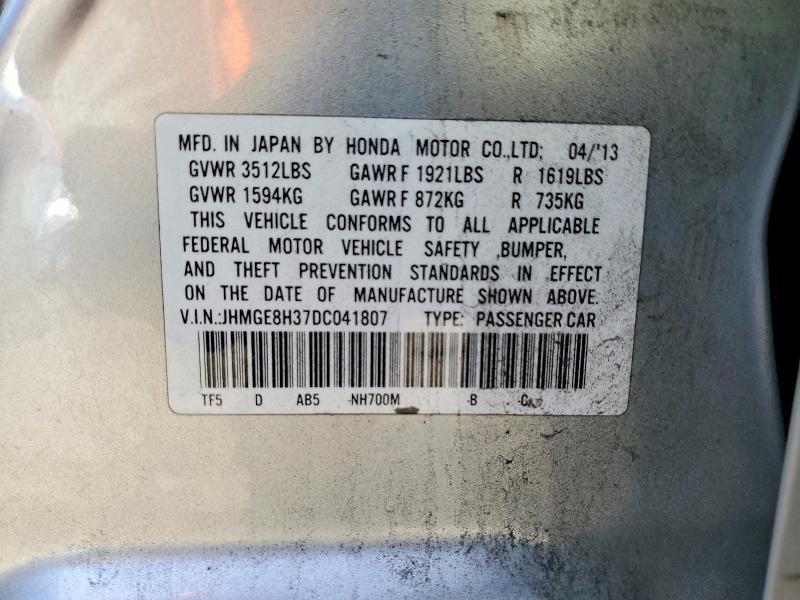 MFD. IN JAPAN BY HONDA MOTOR CO.,LTD; 04/'13
GVWR 3512LBS GAWR F 1921LBS R 1619LBS
GVWR 1594KG GAWR F 872KG R 735KG
THIS VEHICLE CONFORMS TO ALL APPLICABLE
FEDERAL MOTOR VEHICLE SAFETY ,BUMPER,
AND THEFT PREVENTION STANDARDS IN EFFECT
ON THE DATE OF MANUFACTURE SHOWN ABOVE.
V.I.N.:JHMGE8H37DC041807 TYPE: PASSENGER CAR
TF5 D AB5 -NH700M -B